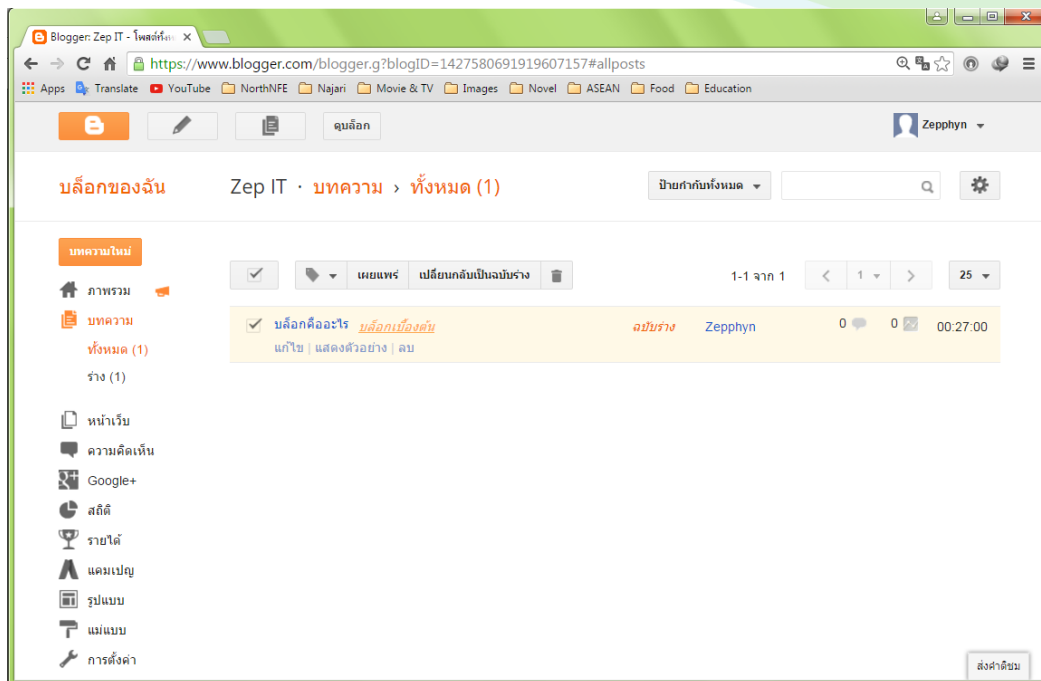 Blogger: Zep IT - โพสต์ทั้งห
https://www.blogger.com/blogger.g?blogID=1427580691919607157#allposts
Apps Translate YouTube NorthNFE Najari Movie & TV Images Novel ASEAN Food Education
ดูบล็อก Zepphyn
บล็อกของฉัน Zep IT · บทความ › ทั้งหมด (1) ป้ายกำกับทั้งหมด
บทความใหม่
เผยแพร่ เปลี่ยนกลับเป็นฉบับร่าง 1-1 จาก 1 1 25
ภาพรวม
บทความ
บล็อกคืออะไร บล็อกเบื้องต้น ฉบับร่าง Zepphyn 0 0 00:27:00
แก้ไข | แสดงตัวอย่าง | ลบ
ทั้งหมด (1)
ร่าง (1)
หน้าเว็บ
ความคิดเห็น
Google+
สถิติ
รายได้
แคมเปญ
รูปแบบ
แม่แบบ
การตั้งค่า
ส่งคำติชม